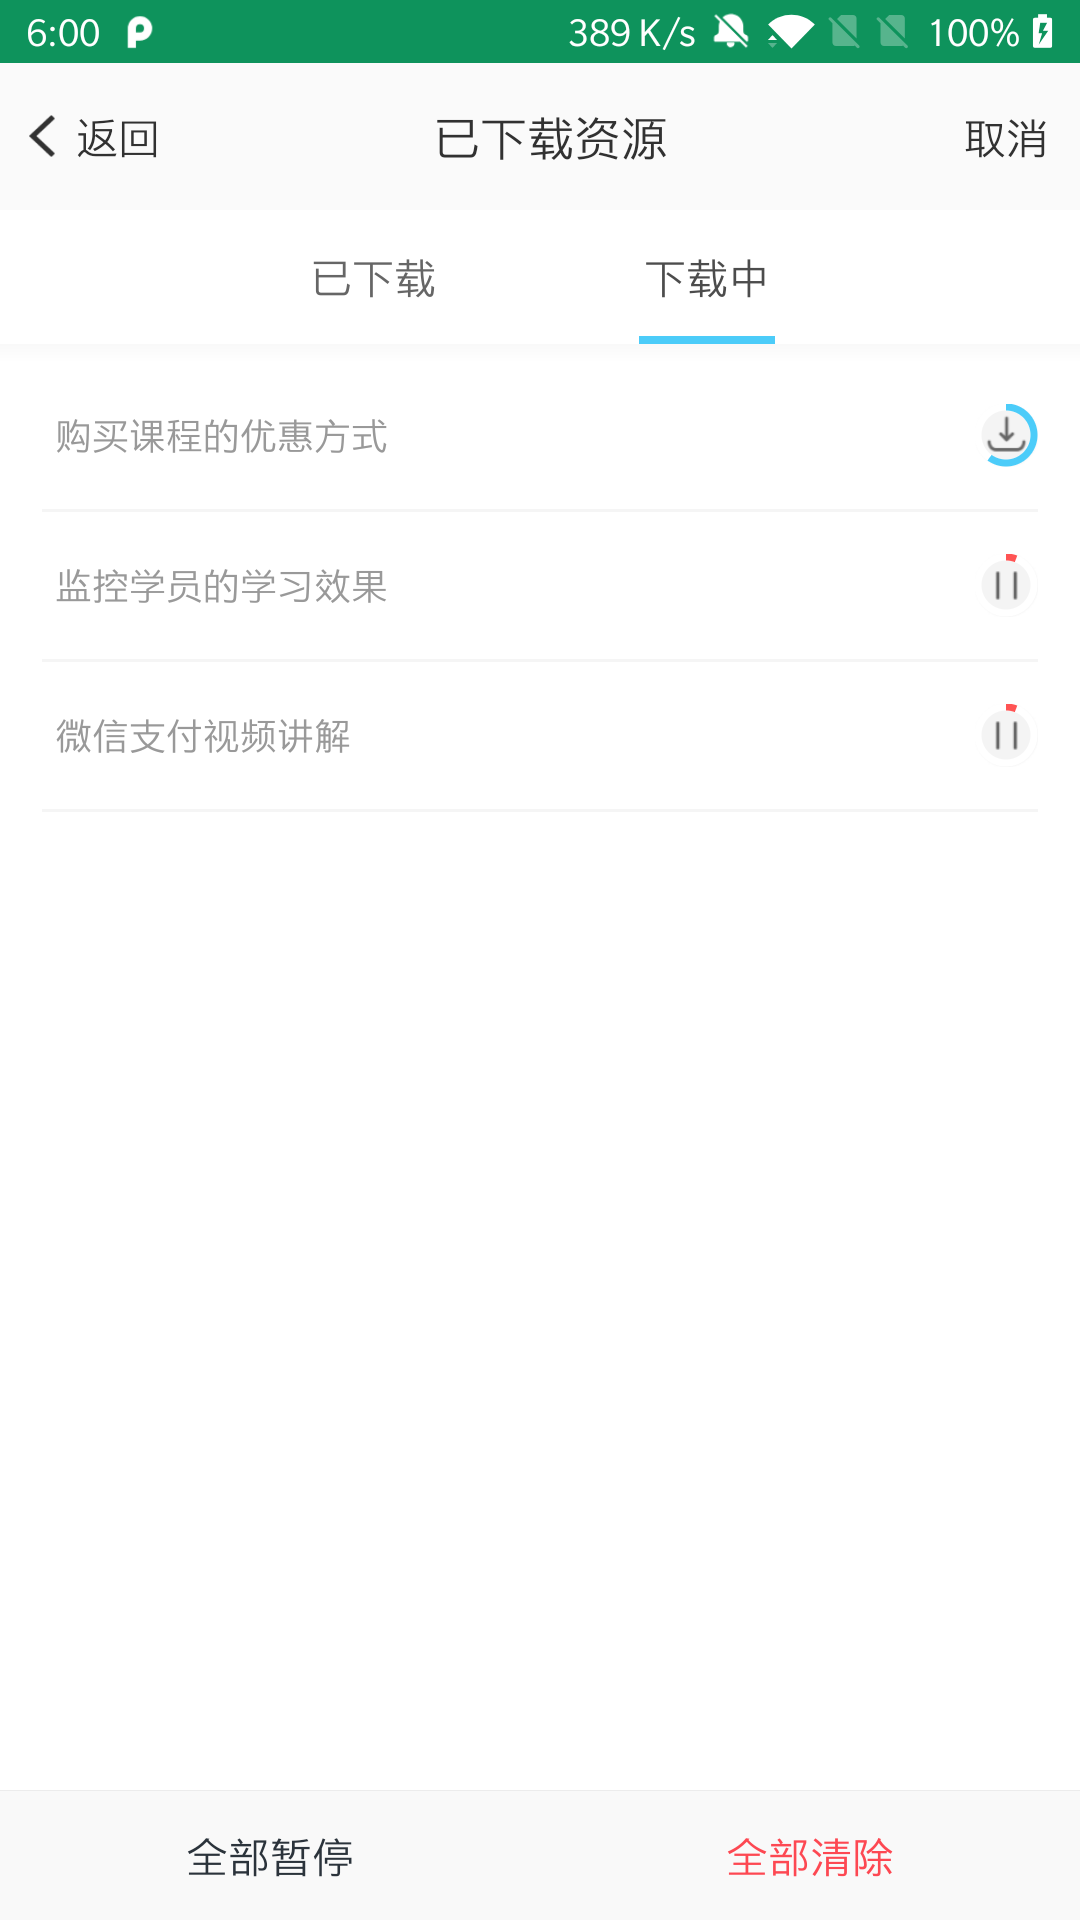 6:00 389 K/s 100%
返回 已下载资源 取消
已下载 下载中
购买课程的优惠方式
监控学员的学习效果
微信支付视频讲解
全部暂停 全部清除